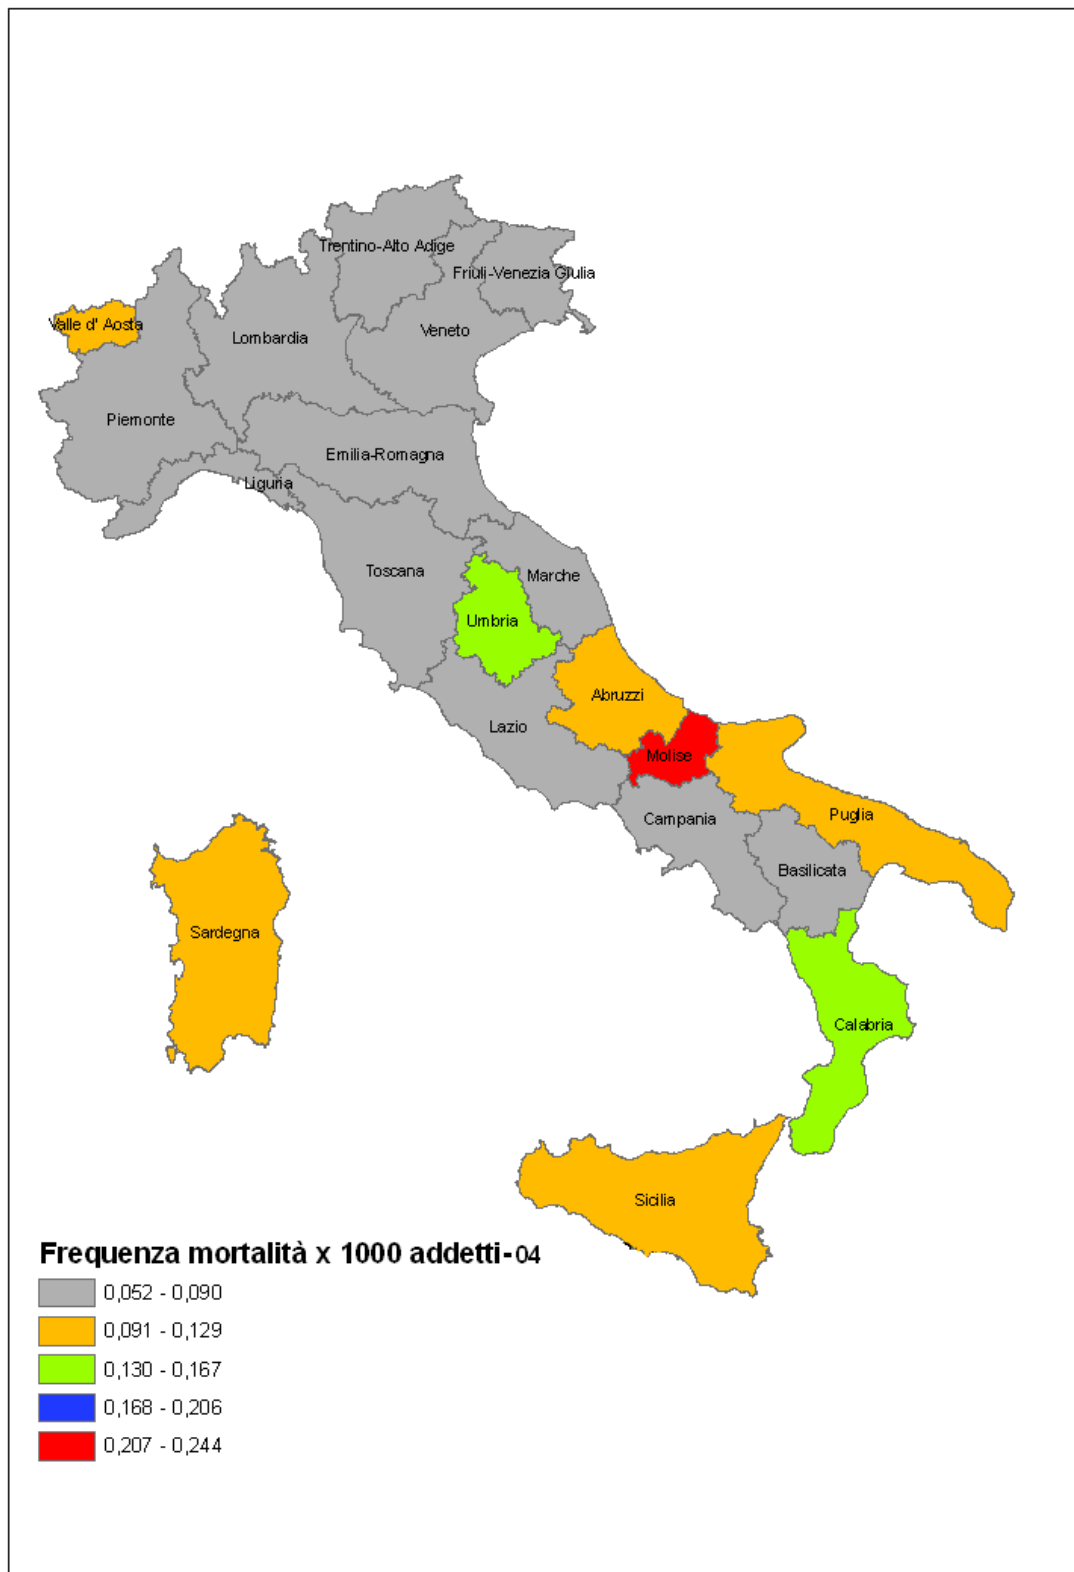 Trentino-Alto Adige
Friuli-Venezia Giulia
Valle d' Aosta
Veneto
Lombardia
Piemonte
Emilia-Romagna
Liguria
Toscana
Marche
Umbria
Abruzzi
Lazio
Molise
Puglia
Campania
Basilicata
Sardegna
Calabria
Sicilia
Frequenza mortalità x 1000 addetti-04
0,052 - 0,090
0,091 - 0,129
0,130 - 0,167
0,168 - 0,206
0,207 - 0,244